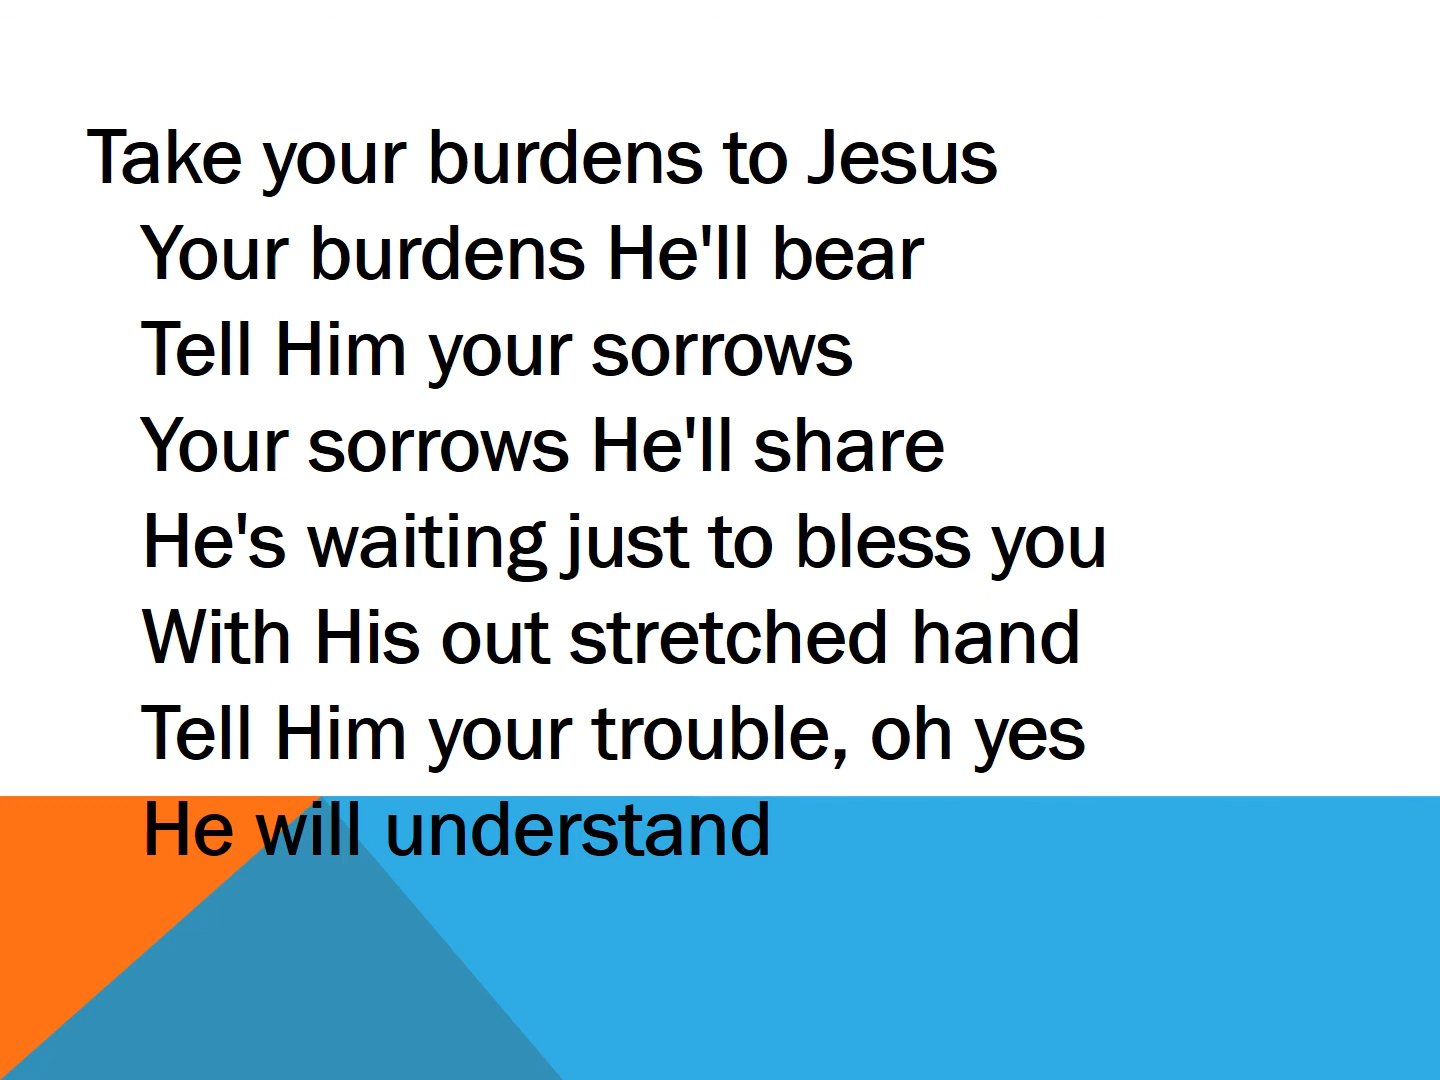 Take your burdens to Jesus
Your burdens He'll bear
Tell Him your sorrows
Your sorrows He'll share
He's waiting just to bless you
With His out stretched hand
Tell Him your trouble, oh yes
He will understand